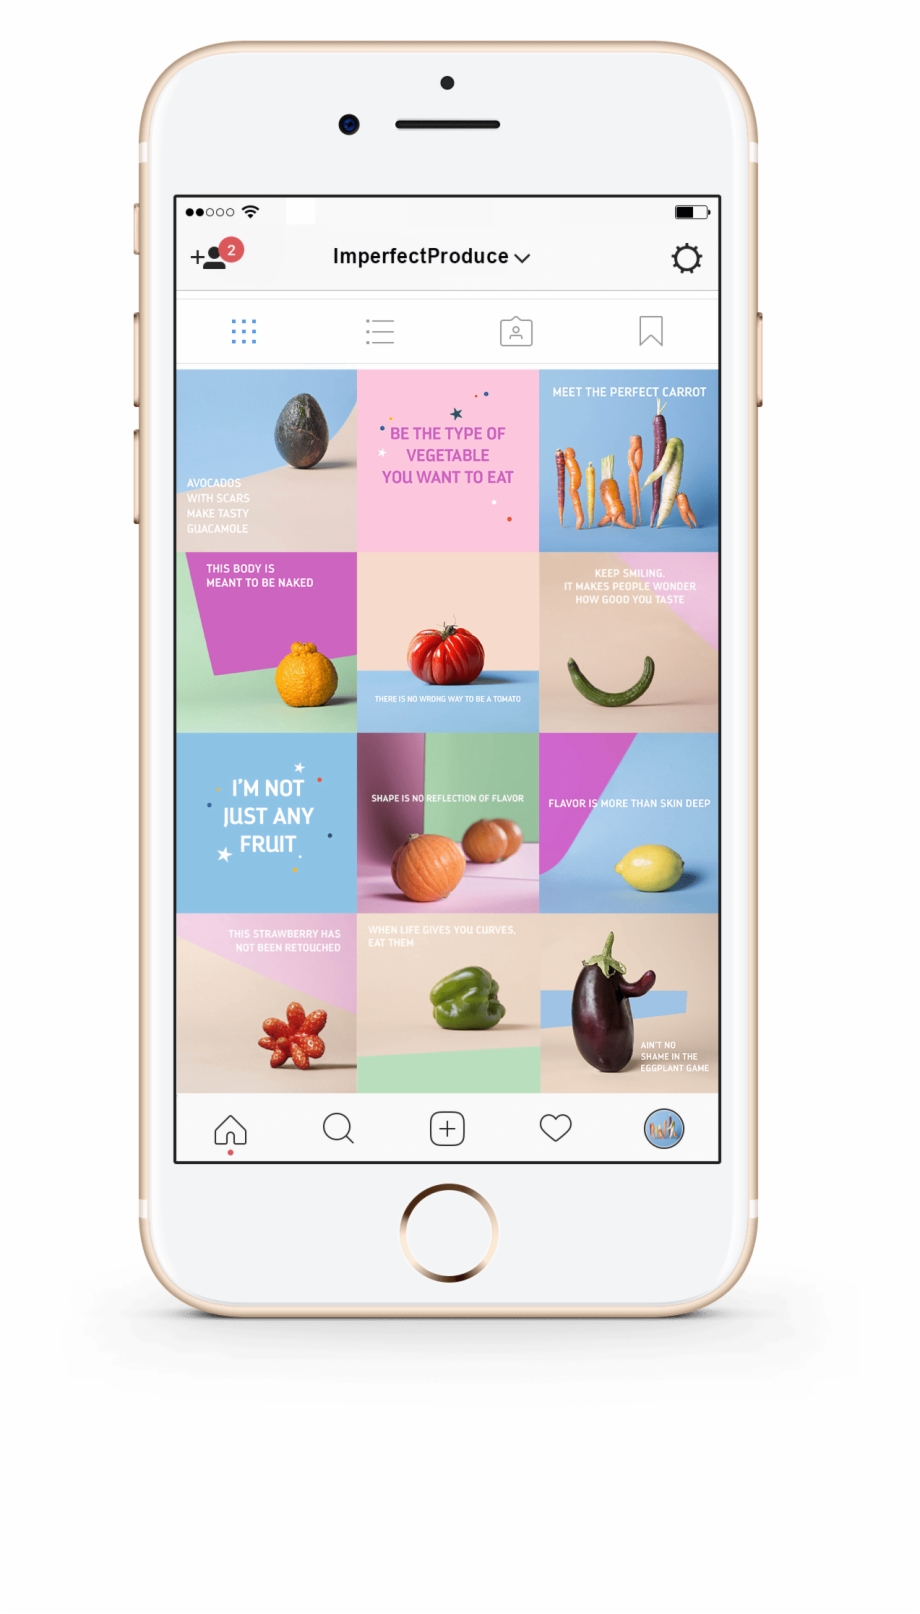 2
ImperfectProduce
AVOCADOS
WITH SCARS
MAKE TASTY
GUACAMOLE
BE THE TYPE OF
VEGETABLE
YOU WANT TO EAT
MEET THE PERFECT CARROT
THIS BODY IS
MEANT TO BE NAKED
THERE IS NO WRONG WAY TO BE A TOMATO
KEEP SMILING.
IT MAKES PEOPLE WONDER
HOW GOOD YOU TASTE
I'M NOT
JUST ANY
FRUIT.
SHAPE IS NO REFLECTION OF FLAVOR
FLAVOR IS MORE THAN SKIN DEEP
THIS STRAWBERRY HAS
NOT BEEN RETOUCHED
WHEN LIFE GIVES YOU CURVES,
EAT THEM
AIN'T NO
SHAME IN THE
EGGPLANT GAME